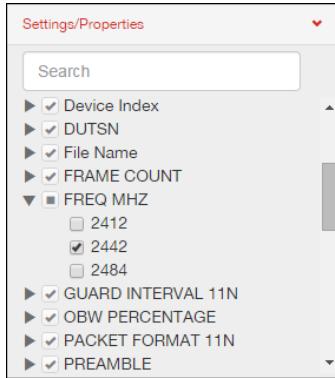 Settings/Properties
Search
Device Index
DUTSN
File Name
FRAME COUNT
FREQ MHZ
2412
2442
2484
GUARD INTERVAL 11N
OBW PERCENTAGE
PACKET FORMAT 11N
PREAMBLE